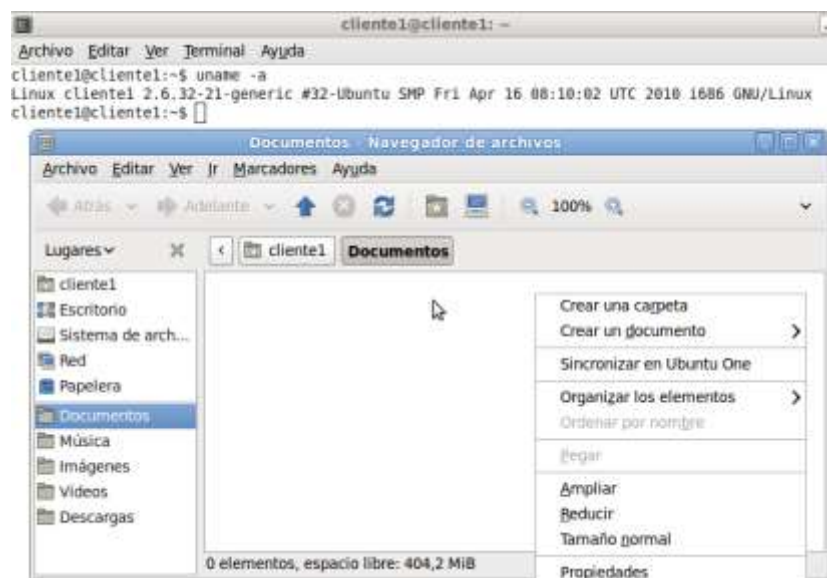 cliente1@cliente1: ~
Archivo Editar Ver Terminal Ayuda
cliente1@cliente1:~$ uname -a
Linux cliente1 2.6.32-21-generic #32-Ubuntu SMP Fri Apr 16 08:10:02 UTC 2010 i686 GNU/Linux
cliente1@cliente1:~$
Documentos - Navegador de archivos
Archivo Editar Ver Ir Marcadores Ayuda
Atrás Adelante 100%
Lugares cliente1 Documentos
cliente1
Escritorio
Sistema de arch...
Red
Papelera
Documentos
Música
Imágenes
Vídeos
Descargas
Crear una carpeta
Crear un documento
Sincronizar en Ubuntu One
Organizar los elementos
Ordenar por nombre
Pegar
Ampliar
Reducir
Tamaño normal
Propiedades
0 elementos, espacio libre: 404,2 MiB